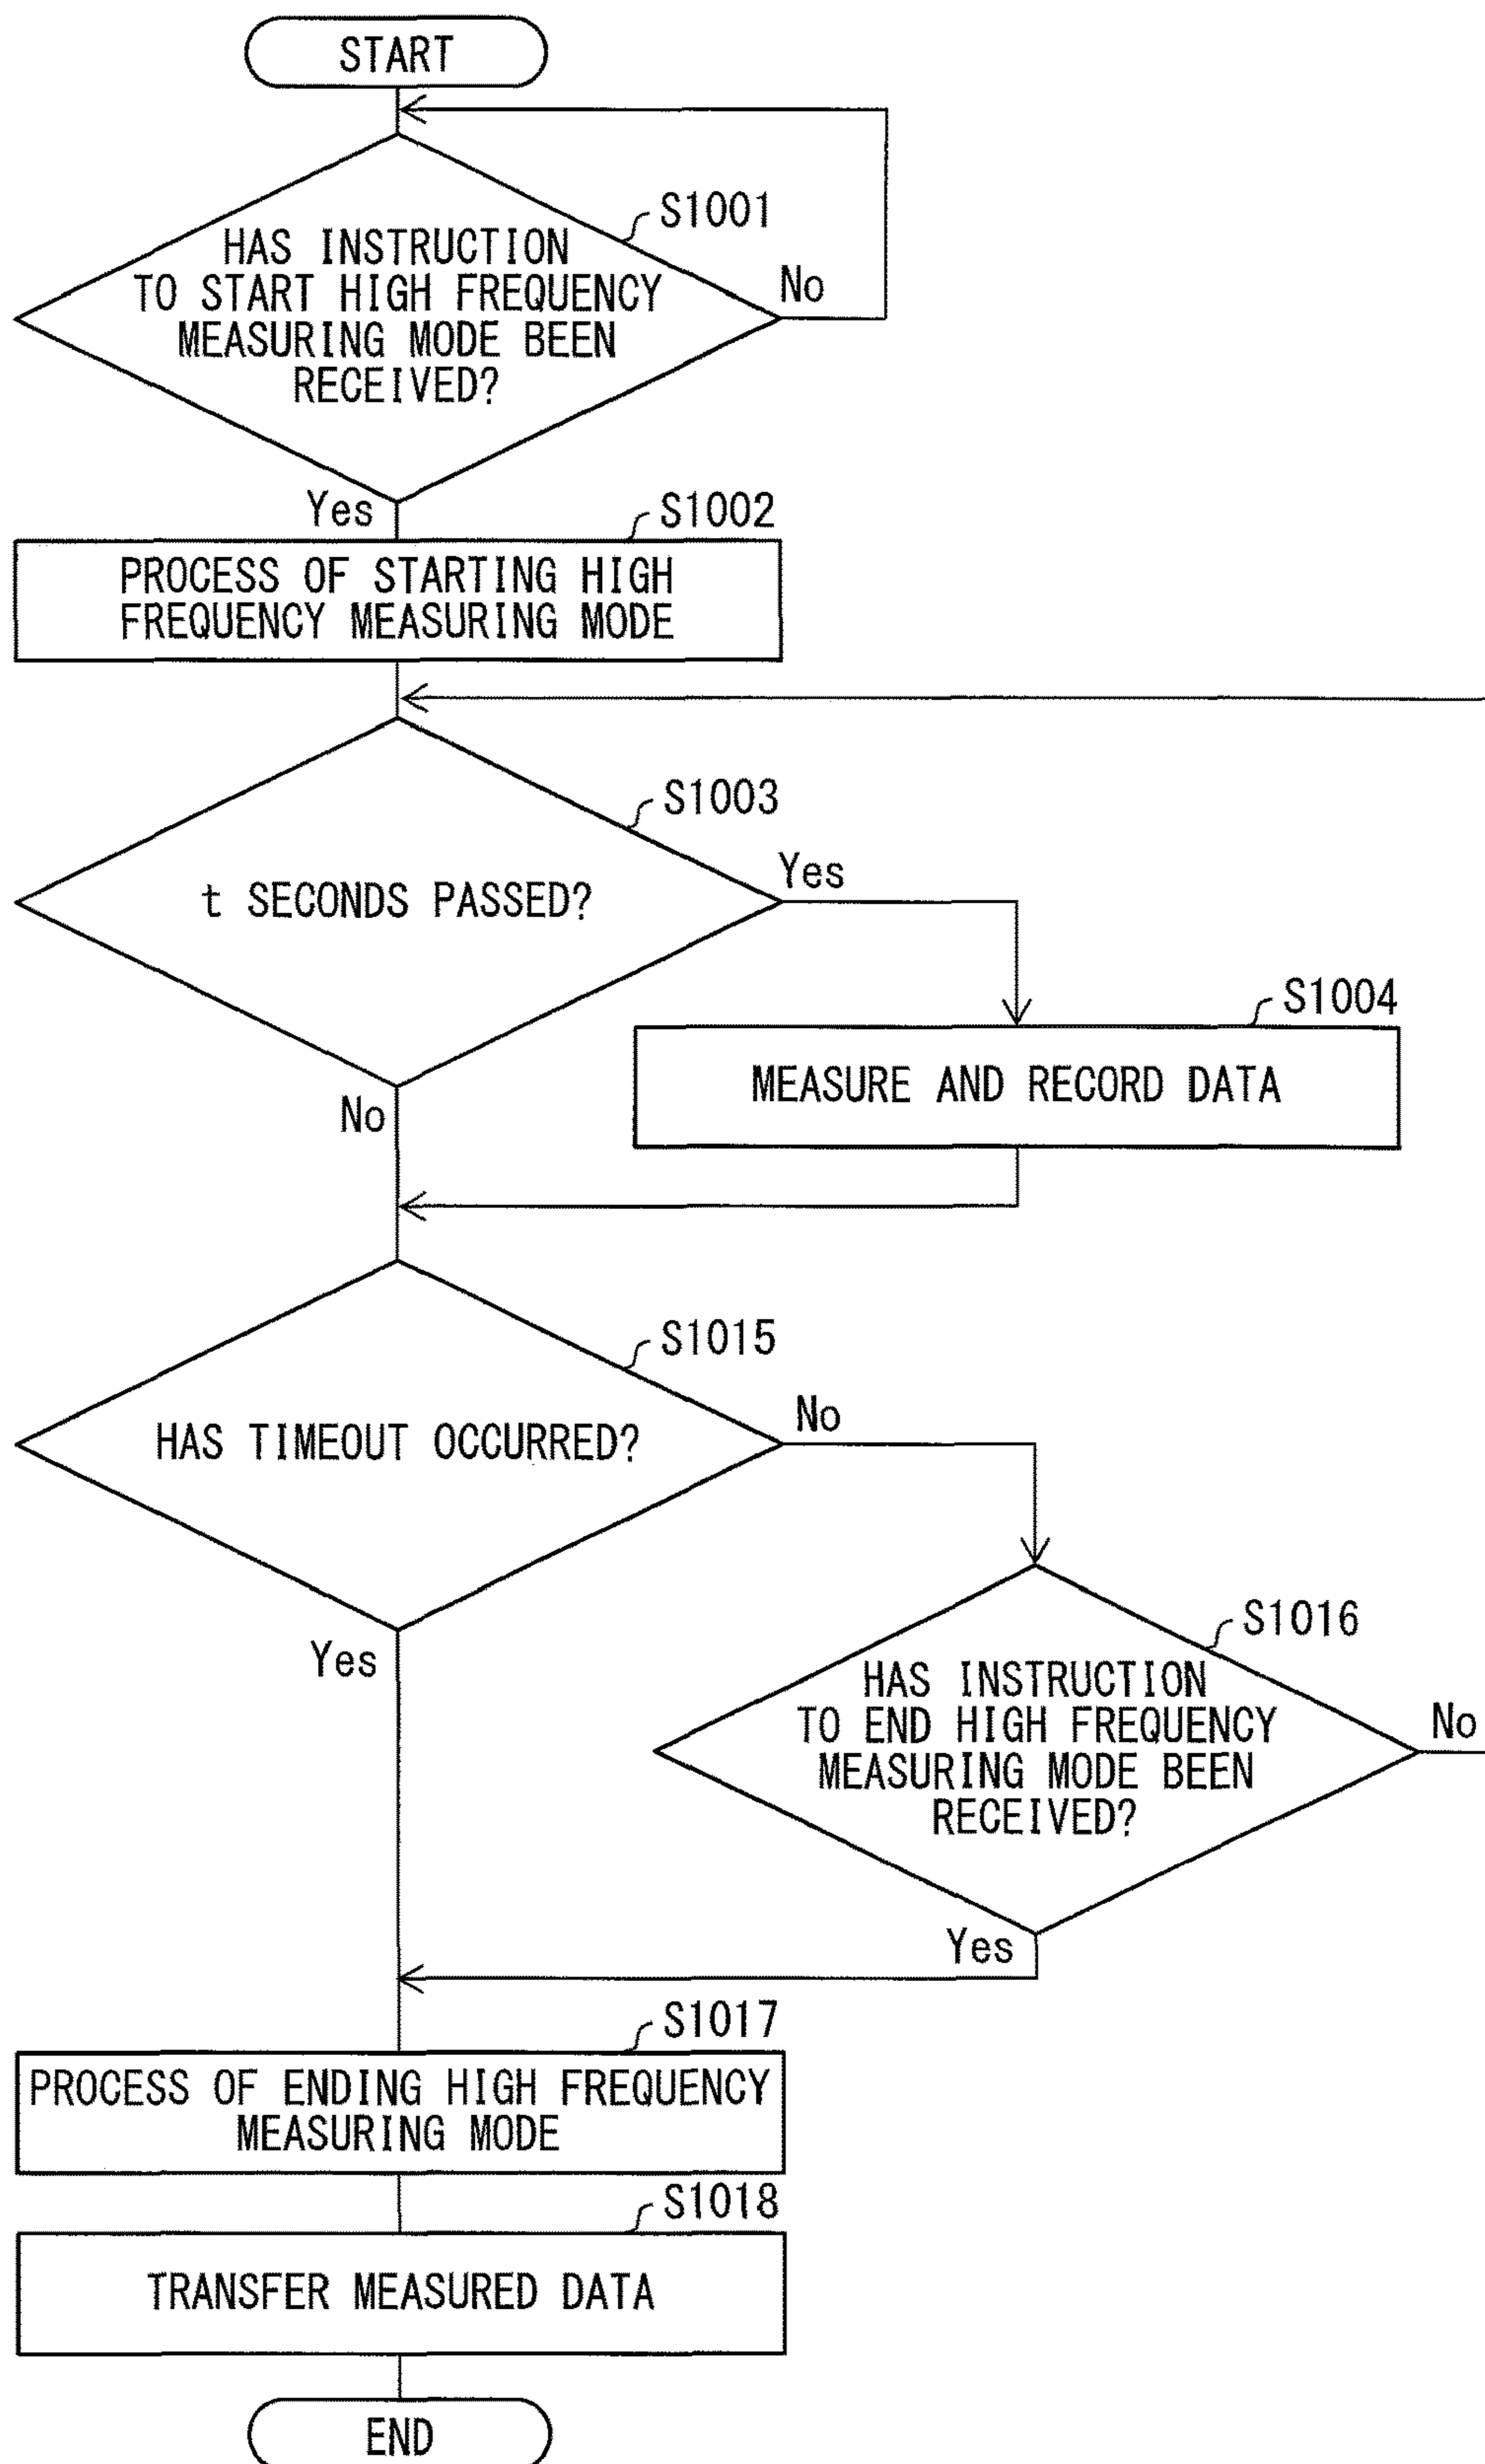 START
S1001
HAS INSTRUCTION
TO START HIGH FREQUENCY
MEASURING MODE BEEN
RECEIVED?
No
Yes
S1002
PROCESS OF STARTING HIGH
FREQUENCY MEASURING MODE
S1003
t SECONDS PASSED?
Yes
No
S1004
MEASURE AND RECORD DATA
S1015
HAS TIMEOUT OCCURRED?
No
Yes
S1016
HAS INSTRUCTION
TO END HIGH FREQUENCY
MEASURING MODE BEEN
RECEIVED?
No
Yes
S1017
PROCESS OF ENDING HIGH FREQUENCY
MEASURING MODE
S1018
TRANSFER MEASURED DATA
END